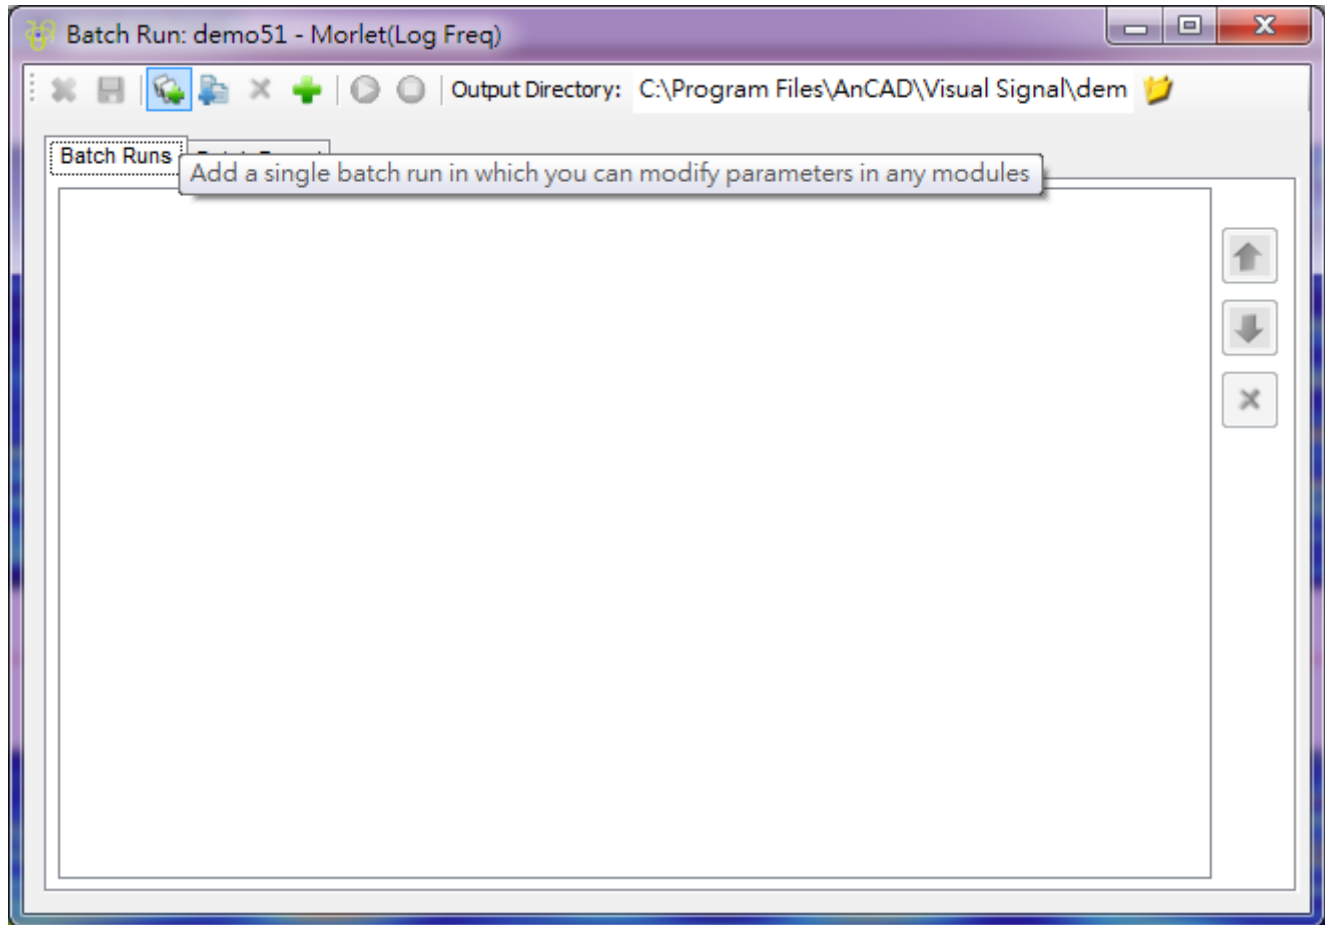 Batch Run: demo51 - Morlet(Log Freq)
Output Directory: C:\Program Files\AnCAD\Visual Signal\dem
Batch Runs
Add a single batch run in which you can modify parameters in any modules